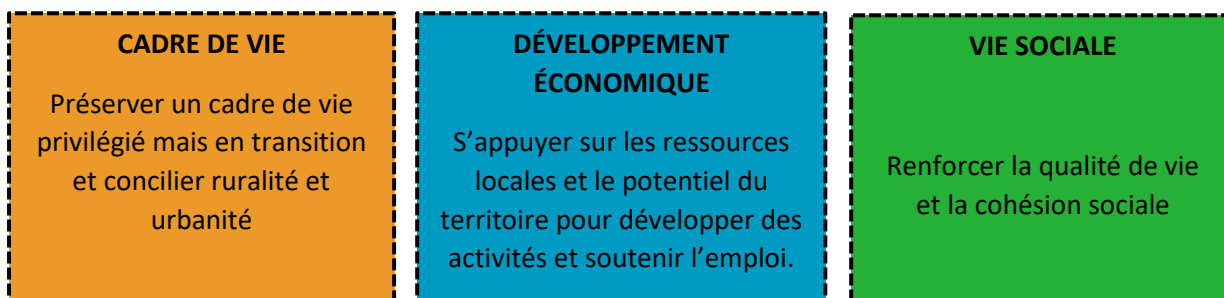 CADRE DE VIE
Préserver un cadre de vie
privilégié mais en transition
et concilier ruralité et
urbanité
DÉVELOPPEMENT
ÉCONOMIQUE
S’appuyer sur les ressources
locales et le potentiel du
territoire pour développer des
activités et soutenir l’emploi.
VIE SOCIALE
Renforcer la qualité de vie
et la cohésion sociale